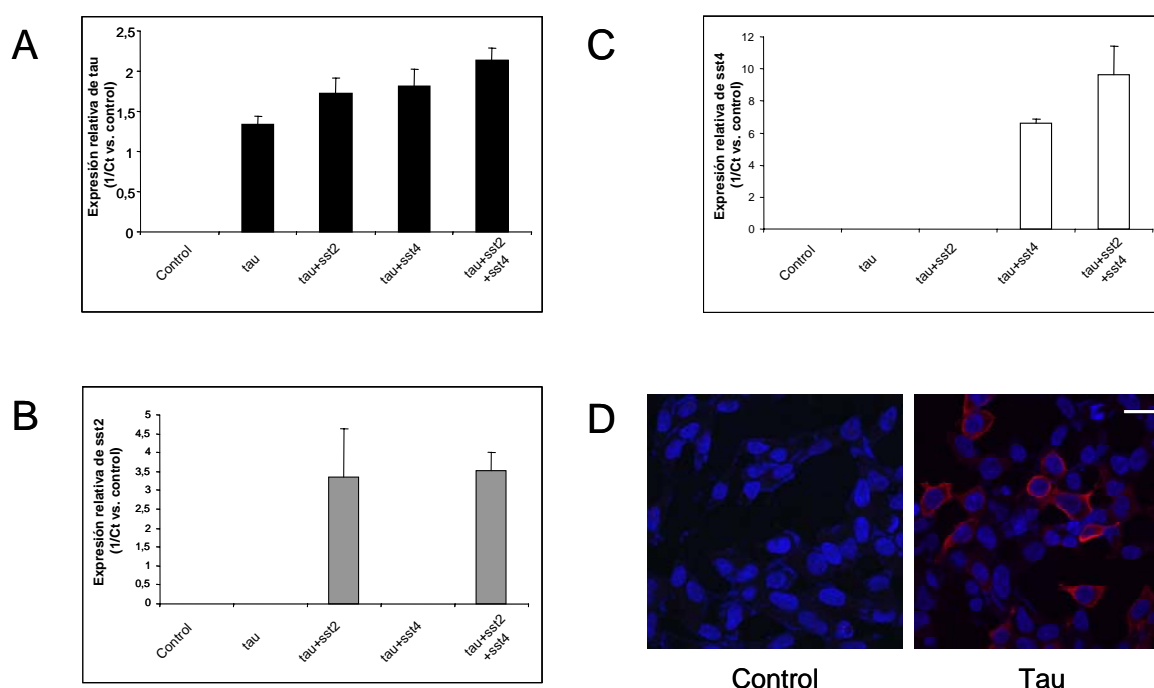 A
Expresión relativa de tau
(1/Ct vs. control)
2,5
2
1,5
1
0,5
0
Control
tau
tau+sst2
tau+sst4
tau+sst2
+sst4
C
Expresión relativa de sst4
(1/Ct vs. control)
12
10
8
6
4
2
0
Control
tau
tau+sst2
tau+sst4
tau+sst2
+sst4
B
Expresión relativa de sst2
(1/Ct vs. control)
5
4,5
4
3,5
3
2,5
2
1,5
1
0,5
0
Control
tau
tau+sst2
tau+sst4
tau+sst2
+sst4
D
Control
Tau